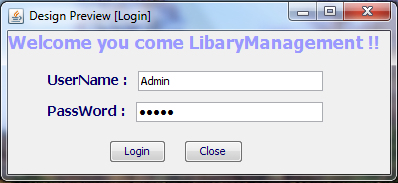 Design Preview [Login]
Welcome you come LibaryManagement !!
UserName : Admin
PassWord : •••••
Login Close